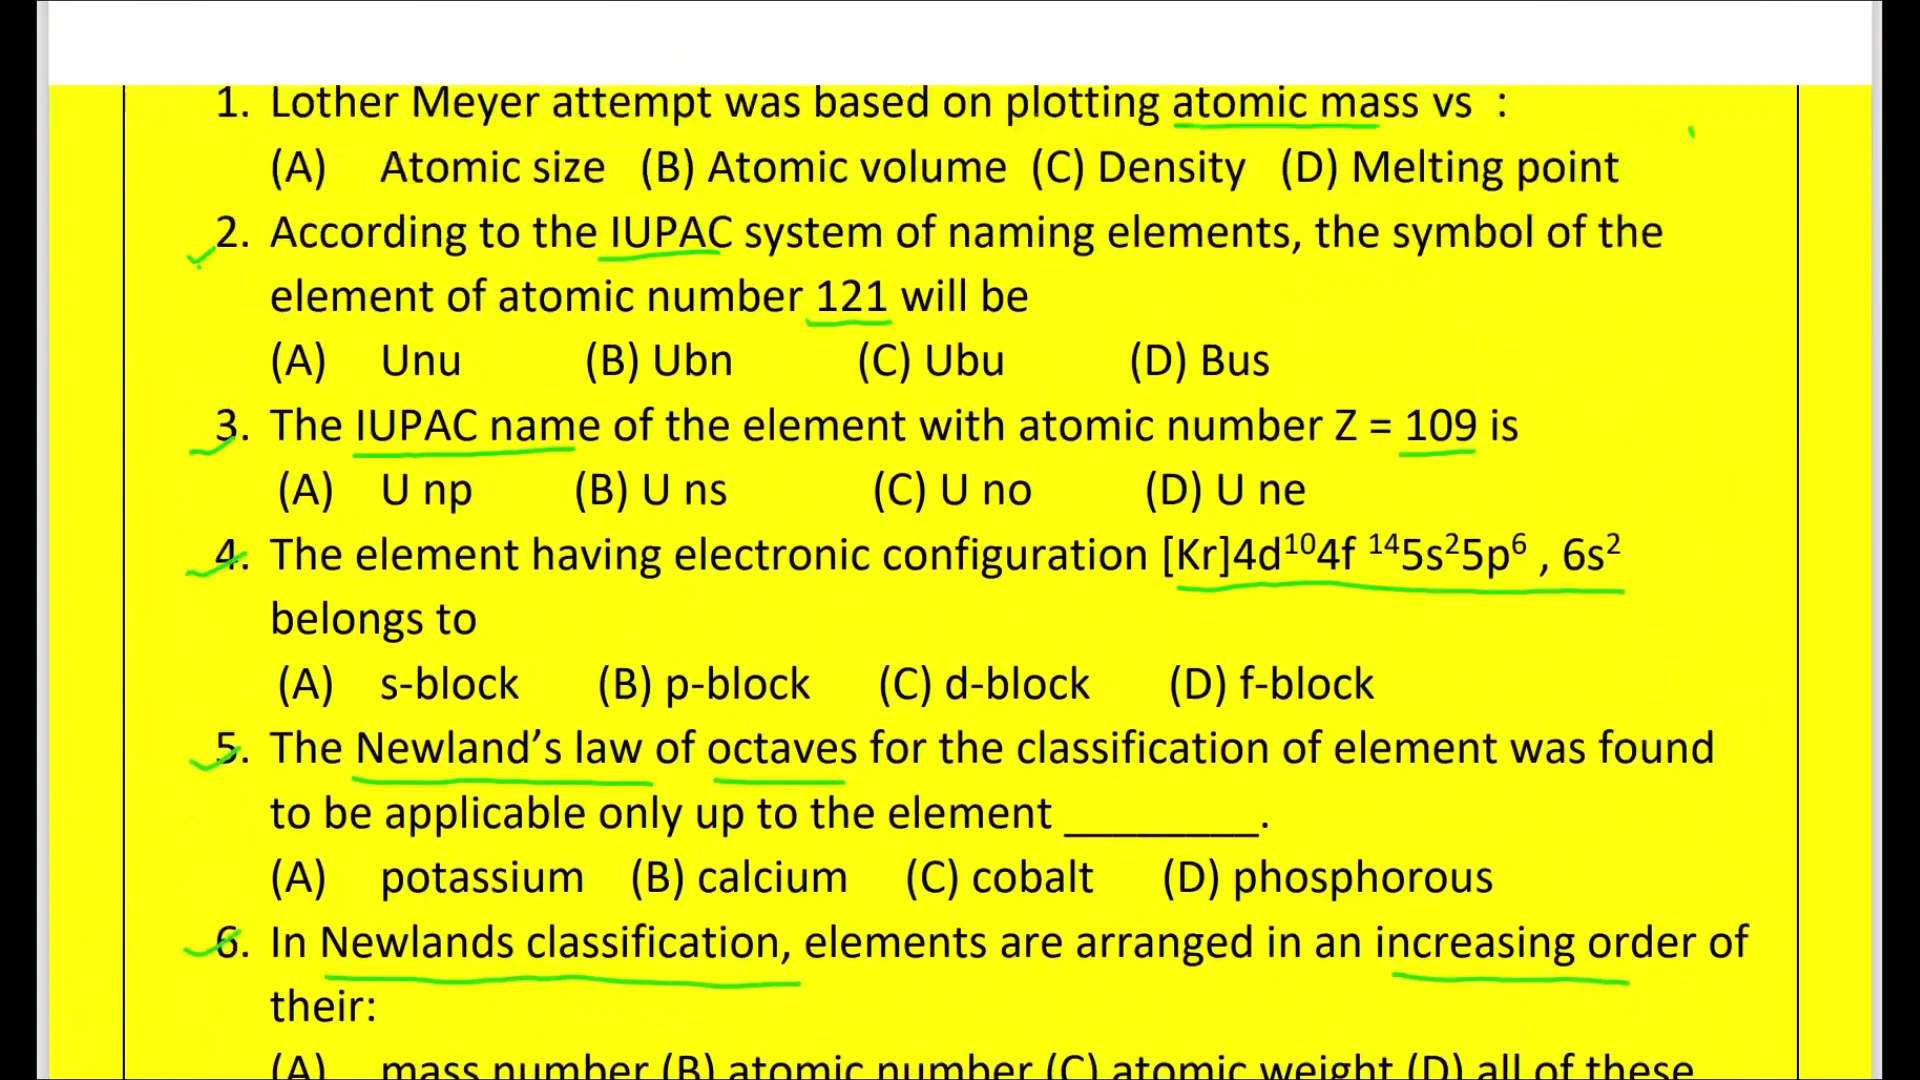 1. Lother Meyer attempt was based on plotting atomic mass vs :
(A) Atomic size (B) Atomic volume (C) Density (D) Melting point
2. According to the IUPAC system of naming elements, the symbol of the
element of atomic number 121 will be
(A) Unu (B) Ubn (C) Ubu (D) Bus
3. The IUPAC name of the element with atomic number Z = 109 is
(A) U np (B) U ns (C) U no (D) U ne
4. The element having electronic configuration [Kr]4d¹⁰4f ¹⁴5s²5p⁶ , 6s²
belongs to
(A) s-block (B) p-block (C) d-block (D) f-block
5. The Newland’s law of octaves for the classification of element was found
to be applicable only up to the element ________.
(A) potassium (B) calcium (C) cobalt (D) phosphorous
6. In Newlands classification, elements are arranged in an increasing order of
their:
(A) mass number (B) atomic number (C) atomic weight (D) all of these